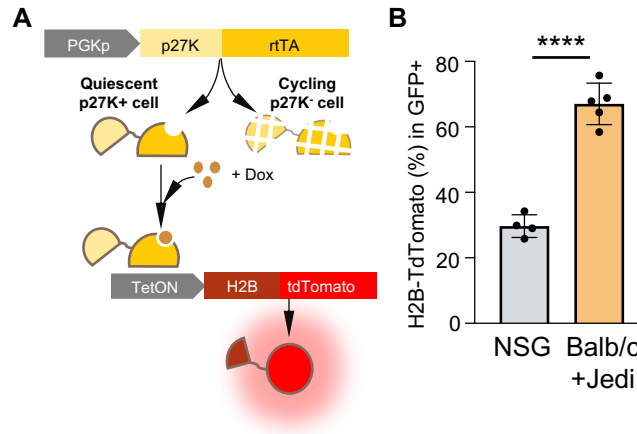 A
PGKp p27K rtTA
Quiescent
p27K+ cell
Cycling
p27K- cell
+ Dox
TetON H2B tdTomato
B
****
H2B-TdTomato (%) in GFP+
80
60
40
20
0
NSG
Balb/c
+Jedi